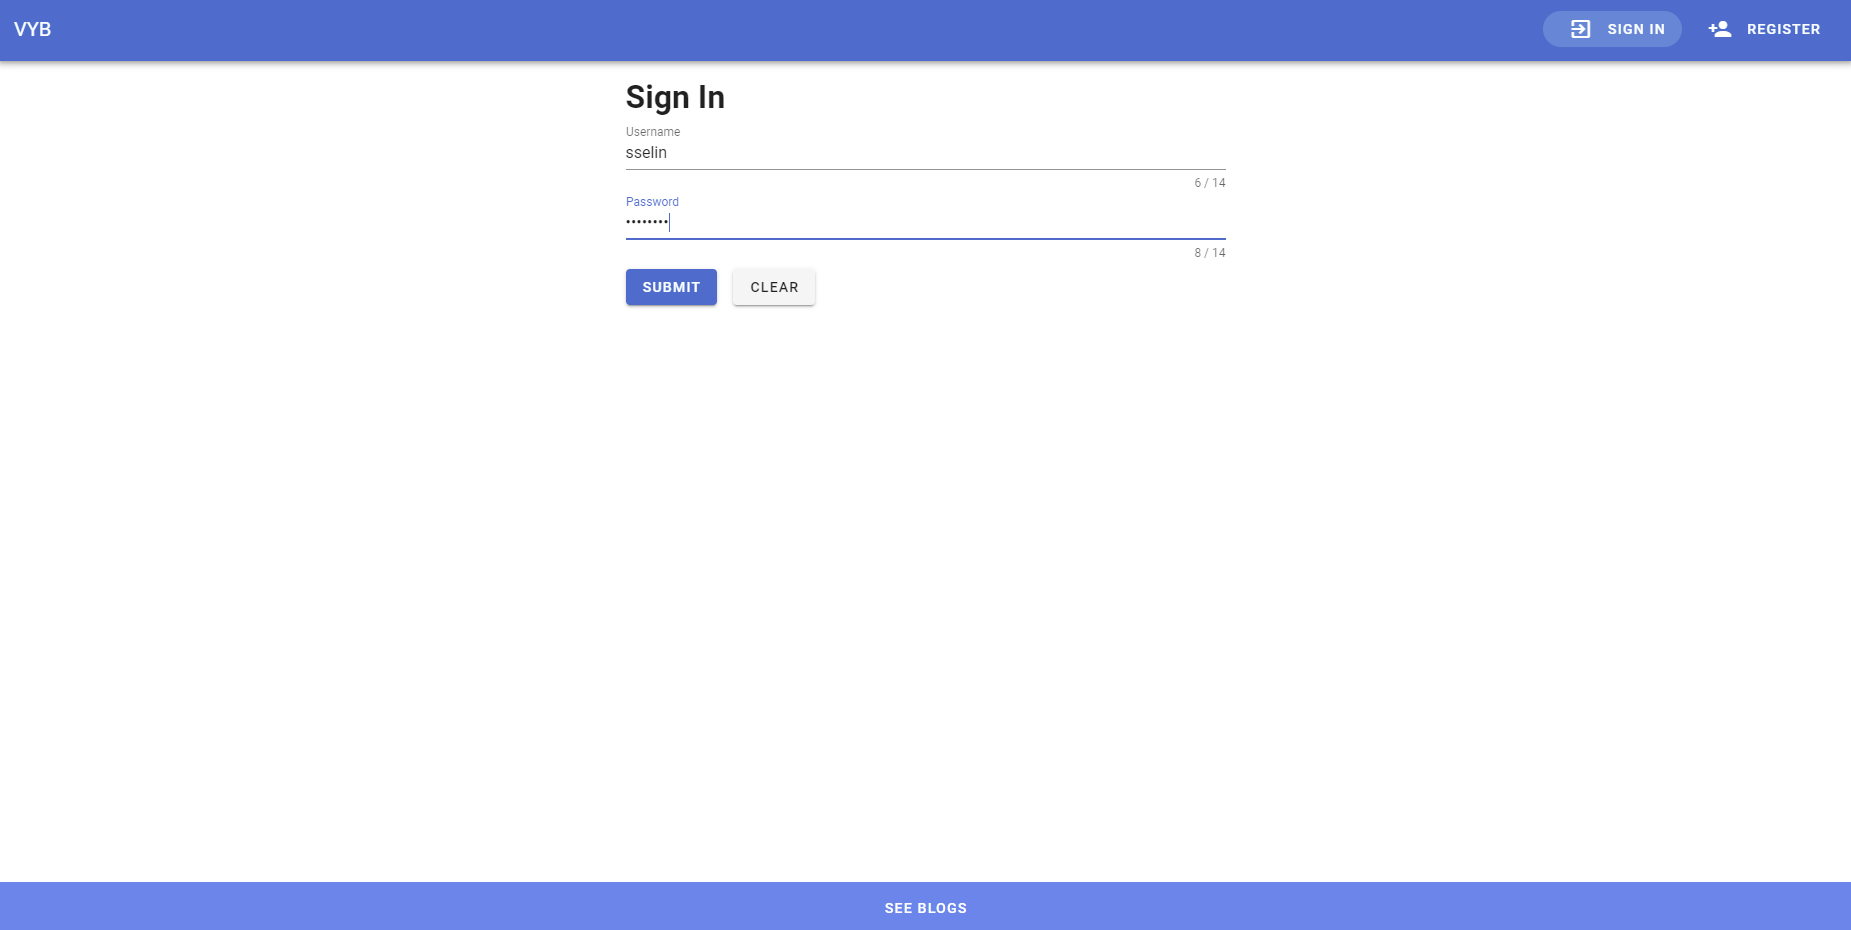 VYB
SIGN IN
REGISTER
Sign In
Username
sselin
6 / 14
Password
••••••••
8 / 14
SUBMIT
CLEAR
SEE BLOGS